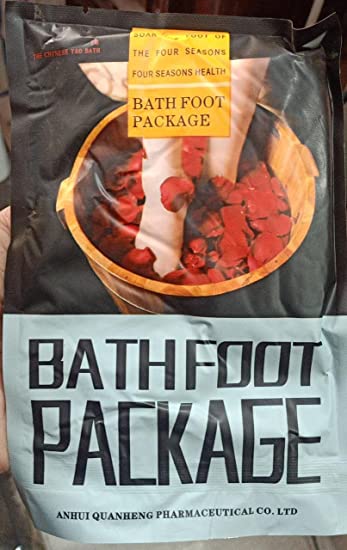 SOAK FOOT OF
THE FOUR SEASONS
FOUR SEASONS HEALTH
BATH FOOT
PACKAGE
THE CHINESE TAO BATH
BATH FOOT
PACKAGE
ANHUI QUANHENG PHARMACEUTICAL CO. LTD